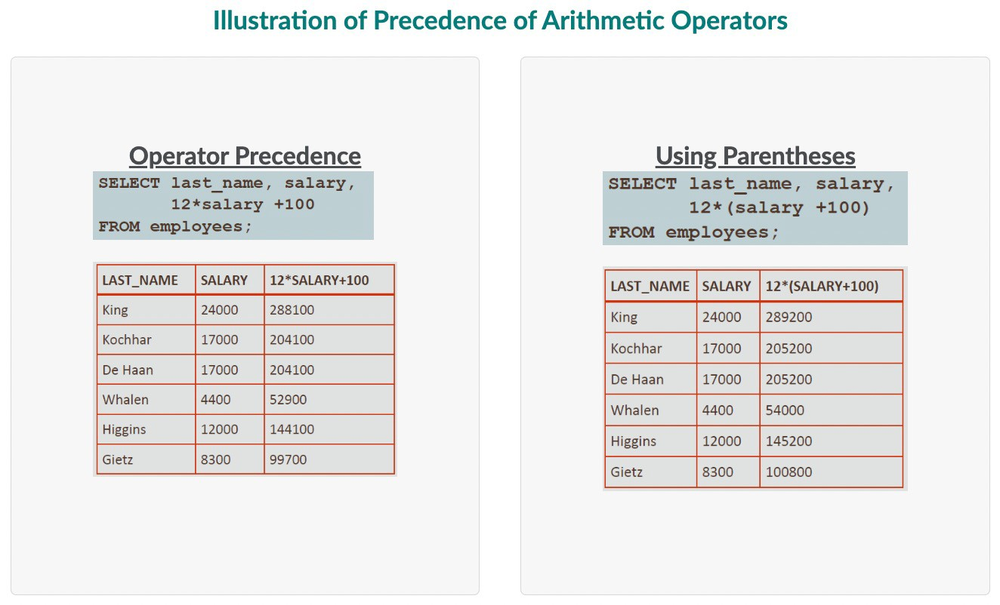 Illustration of Precedence of Arithmetic Operators
Operator Precedence
SELECT last_name, salary,
12*salary +100
FROM employees;
LAST_NAME SALARY 12*SALARY+100
King 24000 288100
Kochhar 17000 204100
De Haan 17000 204100
Whalen 4400 52900
Higgins 12000 144100
Gietz 8300 99700
Using Parentheses
SELECT last_name, salary,
12*(salary +100)
FROM employees;
LAST_NAME SALARY 12*(SALARY+100)
King 24000 289200
Kochhar 17000 205200
De Haan 17000 205200
Whalen 4400 54000
Higgins 12000 145200
Gietz 8300 100800